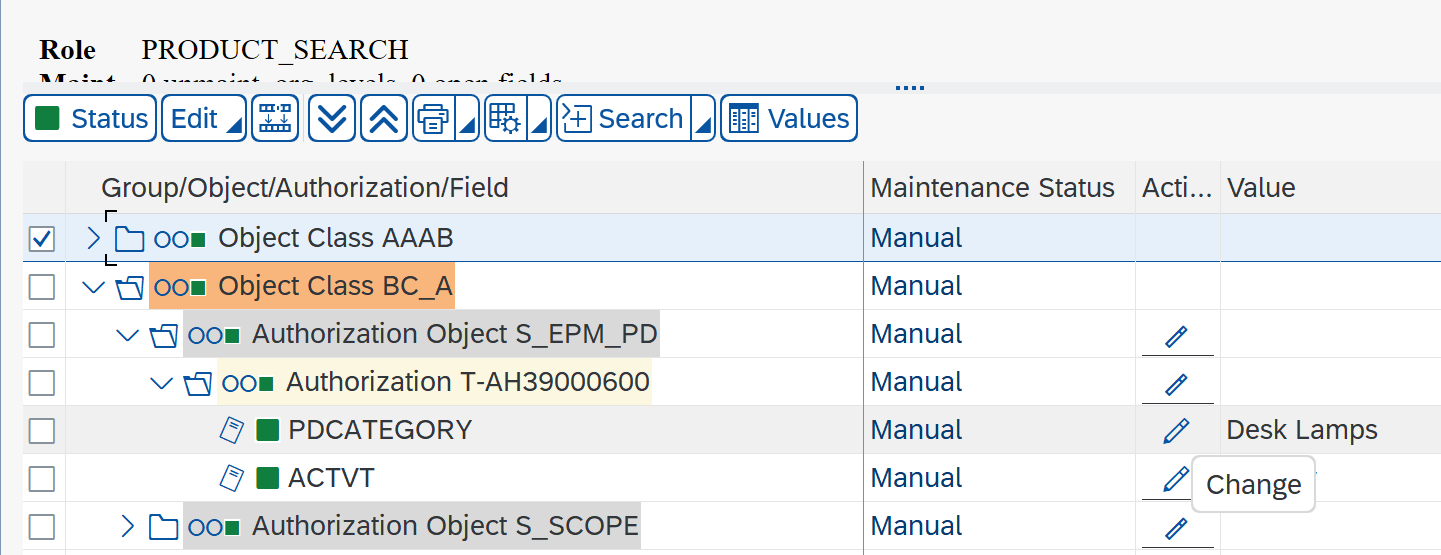 Role PRODUCT_SEARCH
Maint 0 unmaint. org. levels, 0 open fields
Status Edit Search Values
Group/Object/Authorization/Field Maintenance Status Acti... Value
Object Class AAAB Manual
Object Class BC_A Manual
Authorization Object S_EPM_PD Manual
Authorization T-AH39000600 Manual
PDCATEGORY Manual Desk Lamps
ACTVT Manual
Change
Authorization Object S_SCOPE Manual